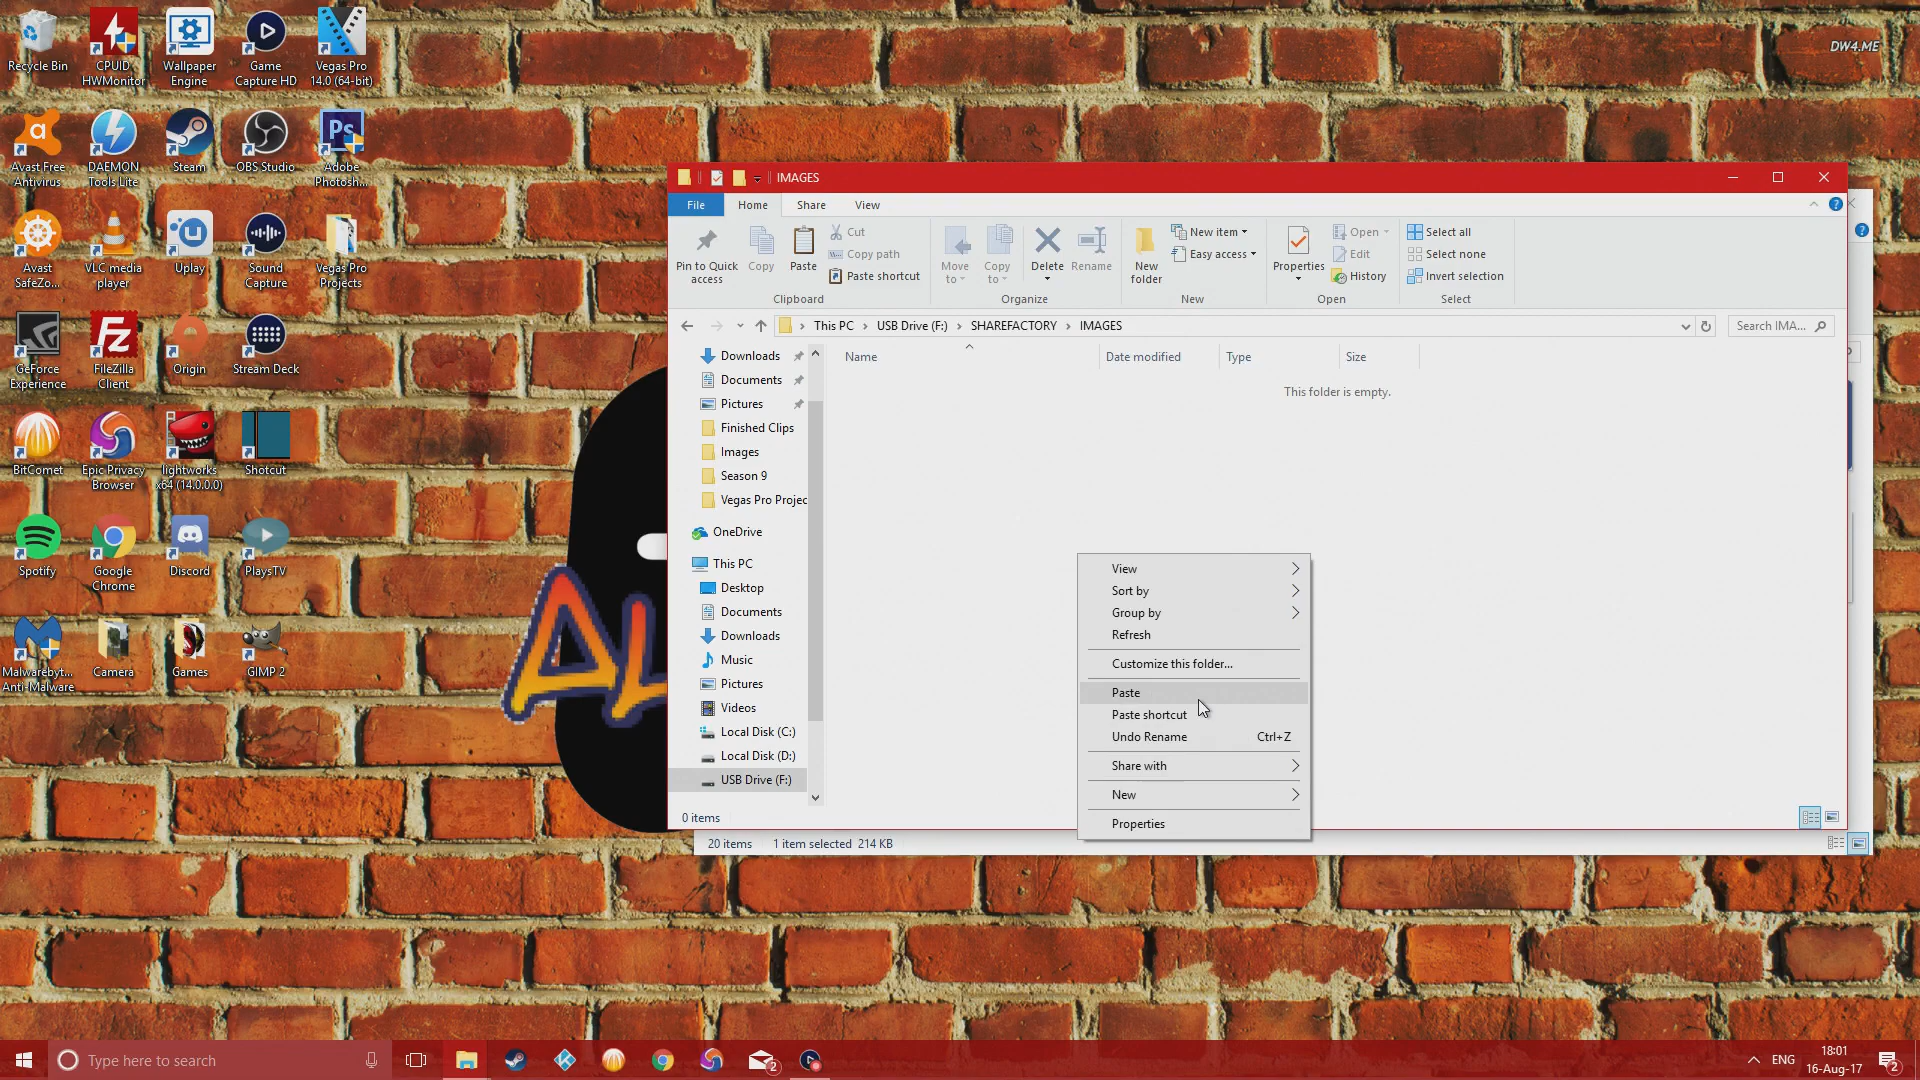 Recycle Bin
CPUID
HWMonitor
Wallpaper
Engine
Game
Capture HD
Vegas Pro
14.0 (64-bit)
DW4.ME
Avast Free
Antivirus
DAEMON
Tools Lite
Steam
OBS Studio
Ps
Adobe
Photosh...
Avast
SafeZo...
VLC media
player
Uplay
Sound
Capture
Vegas Pro
Projects
GeForce
Experience
Fz
FileZilla
Client
Origin
Stream Deck
BitComet
Epic Privacy
Browser
lightworks
x64 (14.0.0.0)
Shotcut
Spotify
Google
Chrome
Discord
PlaysTV
Malwareby...
Anti-Malware
Camera
Games
GIMP 2
AL
IMAGES
File
Home
Share
View
Pin to Quick
access
Copy
Paste
Cut
Copy path
Paste shortcut
Clipboard
Move
to
Copy
to
Delete
Rename
Organize
New
folder
New item
Easy access
New
Properties
Open
Edit
History
Open
Select all
Select none
Invert selection
Select
This PC
USB Drive (F:)
SHAREFACTORY
IMAGES
Search IMA...
Downloads
Documents
Pictures
Finished Clips
Images
Season 9
Vegas Pro Projec
OneDrive
This PC
Desktop
Documents
Downloads
Music
Pictures
Videos
Local Disk (C:)
Local Disk (D:)
USB Drive (F:)
Name
Date modified
Type
Size
This folder is empty.
View
Sort by
Group by
Refresh
Customize this folder...
Paste
Paste shortcut
Undo Rename Ctrl+Z
Share with
New
Properties
0 items
20 items 1 item selected 214 KB
Type here to search
2
ENG
18:01
16-Aug-17
2